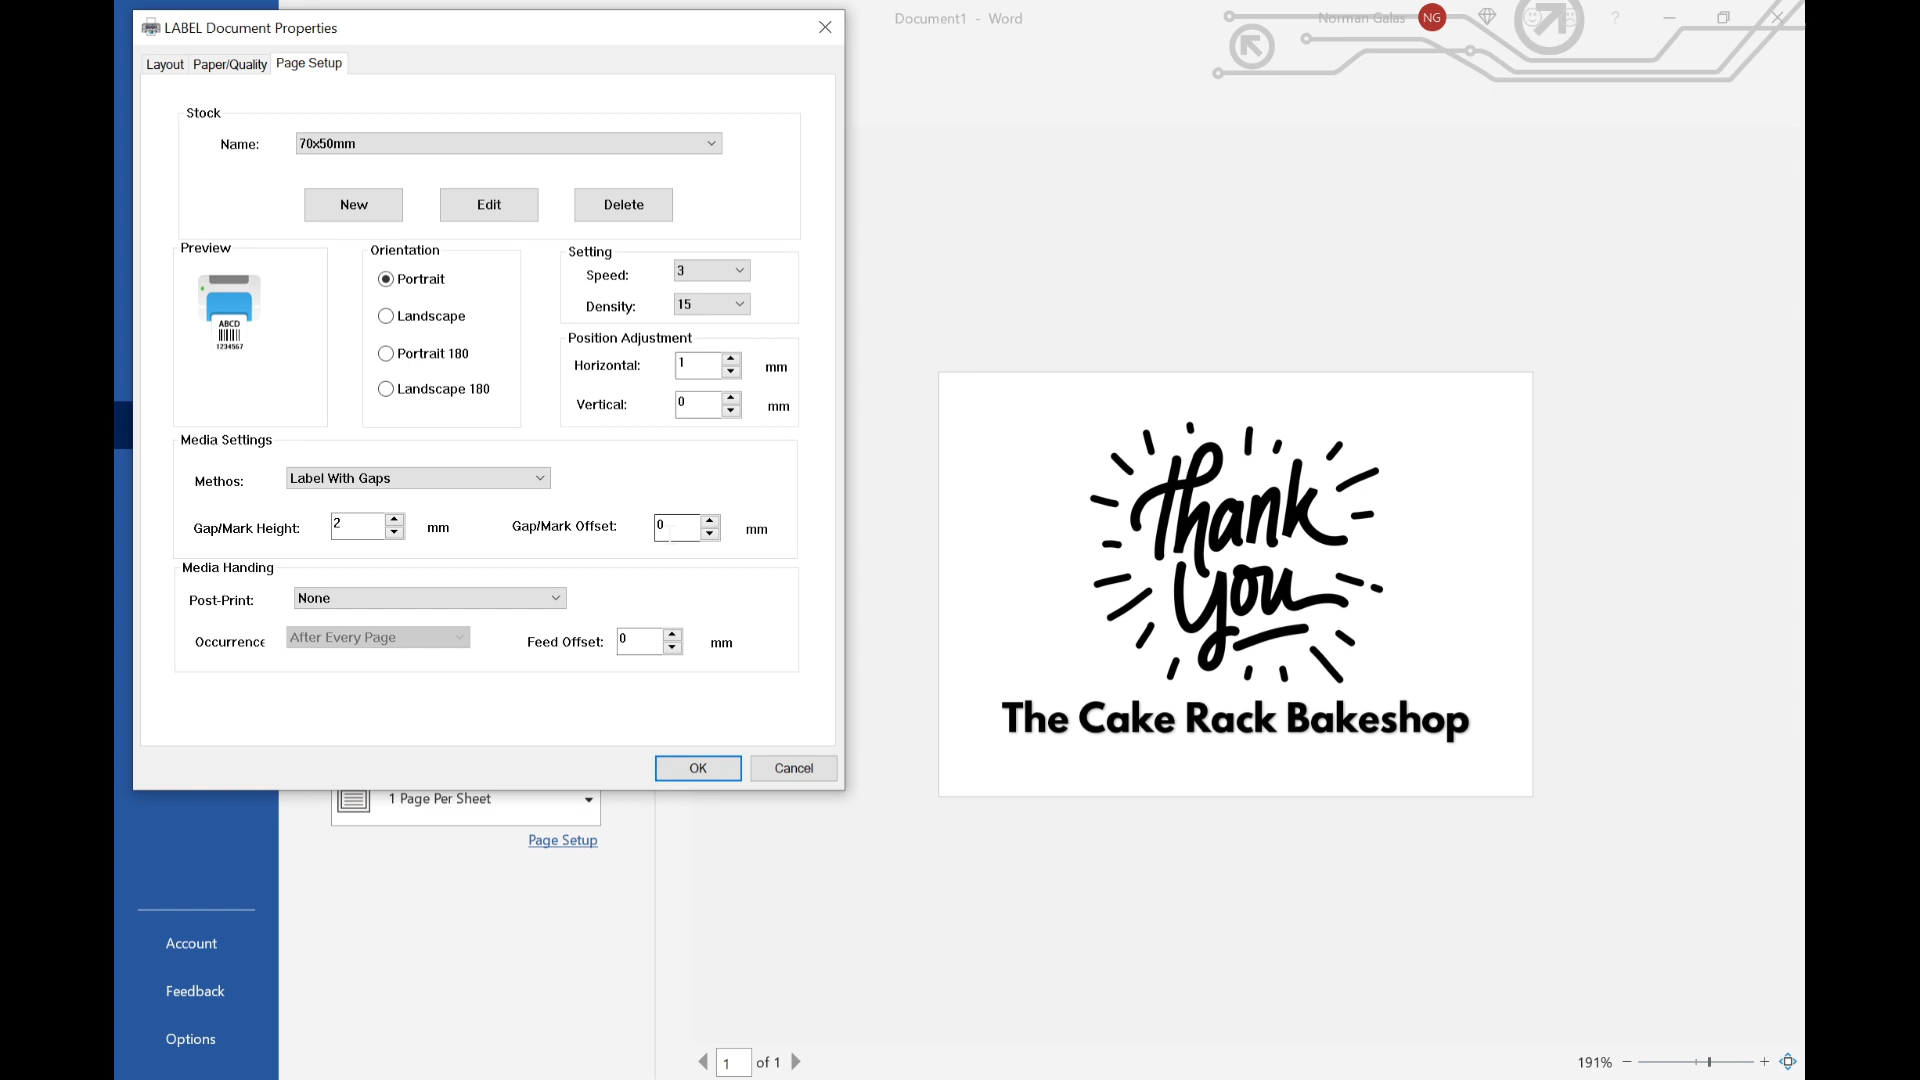 LABEL Document Properties
Document1 - Word
Norman Galas
NG
?
Layout
Paper/Quality
Page Setup
Stock
Name:
70x50mm
New
Edit
Delete
Preview
ABCD
1234567
Orientation
Portrait
Landscape
Portrait 180
Landscape 180
Setting
Speed:
3
Density:
15
Position Adjustment
Horizontal:
1
mm
Vertical:
0
mm
Media Settings
Methos:
Label With Gaps
Gap/Mark Height:
2
mm
Gap/Mark Offset:
0
mm
Media Handing
Post-Print:
None
Occurrence
After Every Page
Feed Offset:
0
mm
OK
Cancel
1 Page Per Sheet
Page Setup
Account
Feedback
Options
Thank
you
The Cake Rack Bakeshop
1 of 1
191%